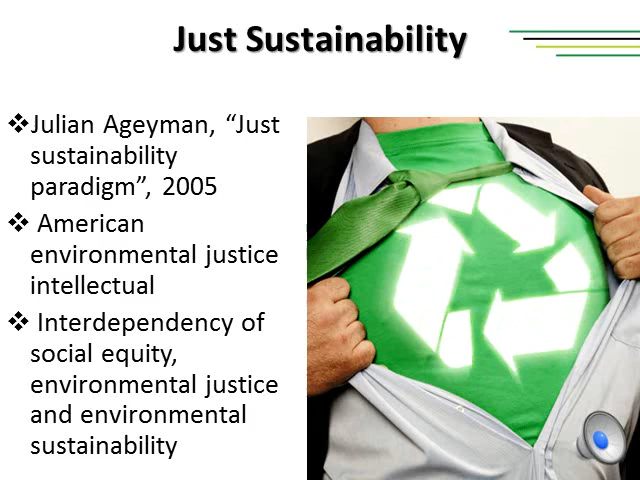 Just Sustainability
❖Julian Ageyman, “Just
sustainability
paradigm”, 2005
❖ American
environmental justice
intellectual
❖ Interdependency of
social equity,
environmental justice
and environmental
sustainability